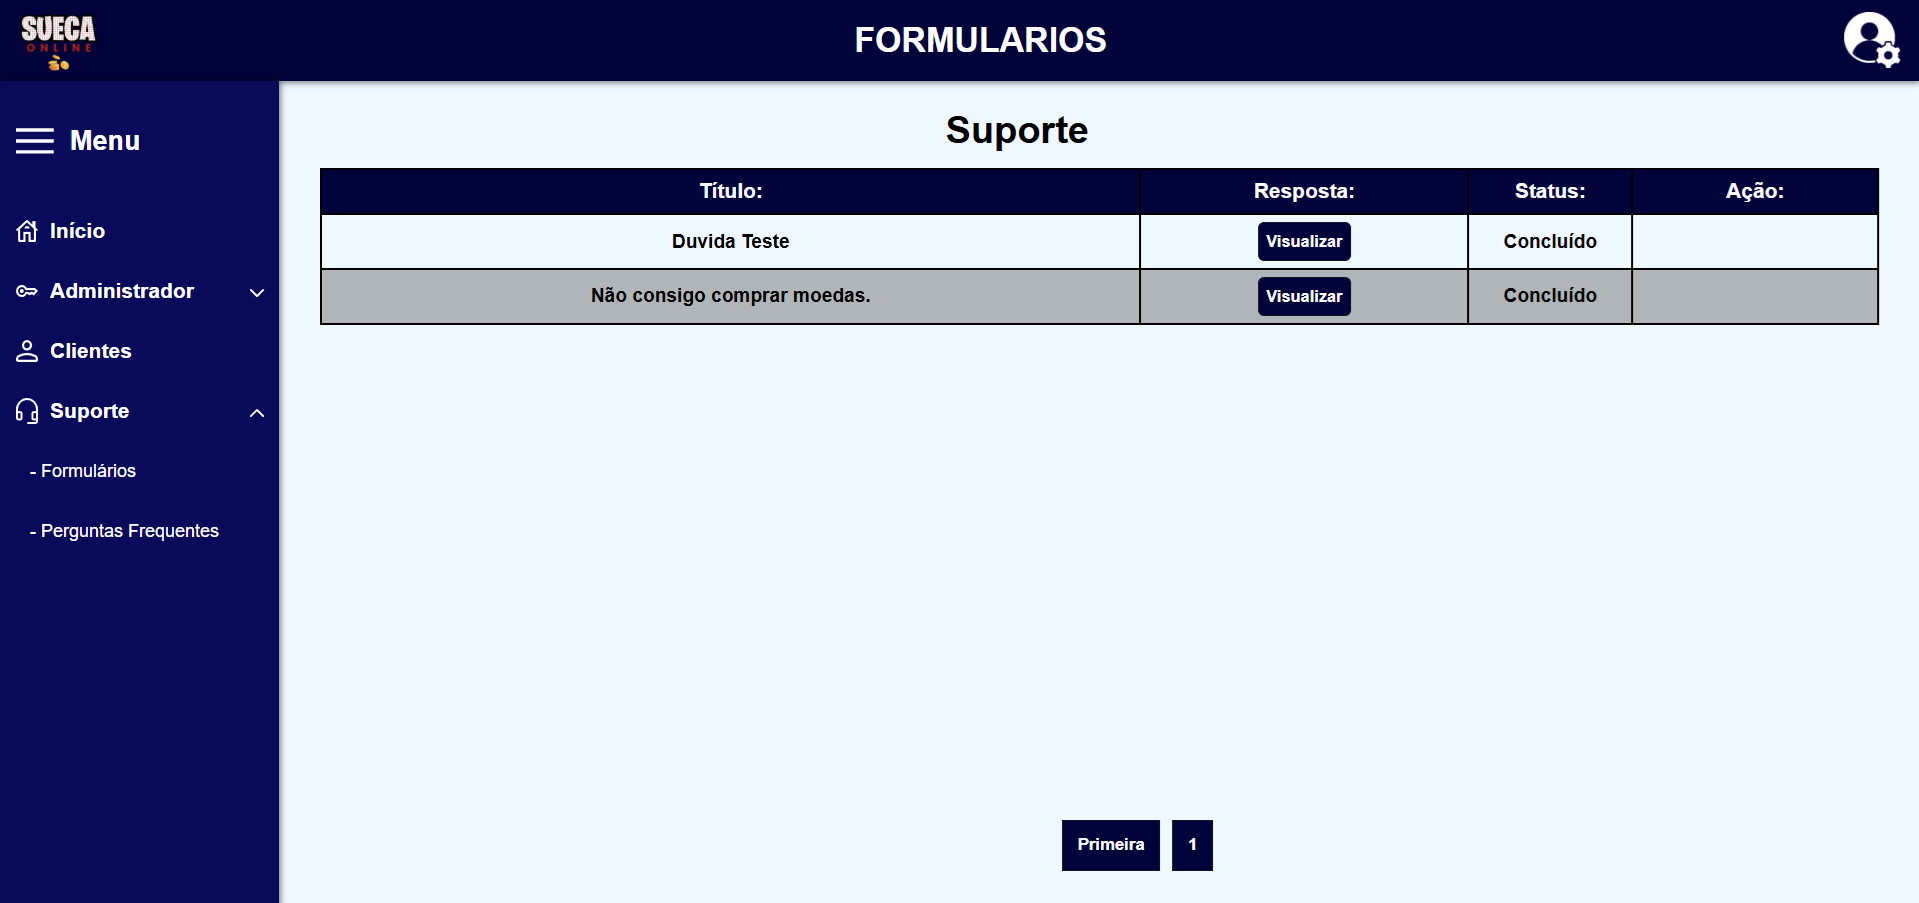 SUECA
ONLINE
FORMULARIOS
Menu
Início
Administrador
Clientes
Suporte
- Formulários
- Perguntas Frequentes
Suporte
Título: Resposta: Status: Ação:
Duvida Teste Visualizar Concluído
Não consigo comprar moedas. Visualizar Concluído
Primeira 1